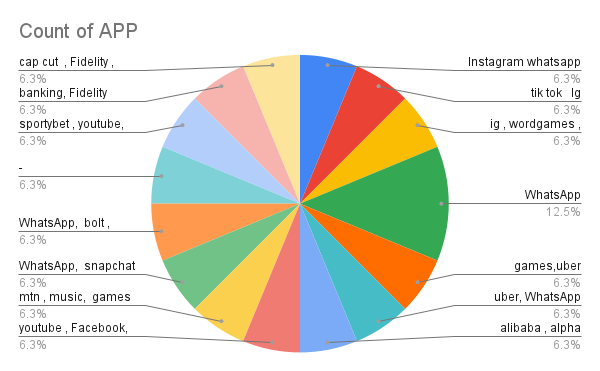 Count of APP
cap cut , Fidelity ,
6.3%
banking, Fidelity
6.3%
sportybet , youtube,
6.3%
-
6.3%
WhatsApp, bolt ,
6.3%
WhatsApp, snapchat
6.3%
mtn , music, games
6.3%
youtube , Facebook,
6.3%
Instagram whatsapp
6.3%
tik tok Ig
6.3%
ig , wordgames ,
6.3%
WhatsApp
12.5%
games,uber
6.3%
uber, WhatsApp
6.3%
alibaba , alpha
6.3%